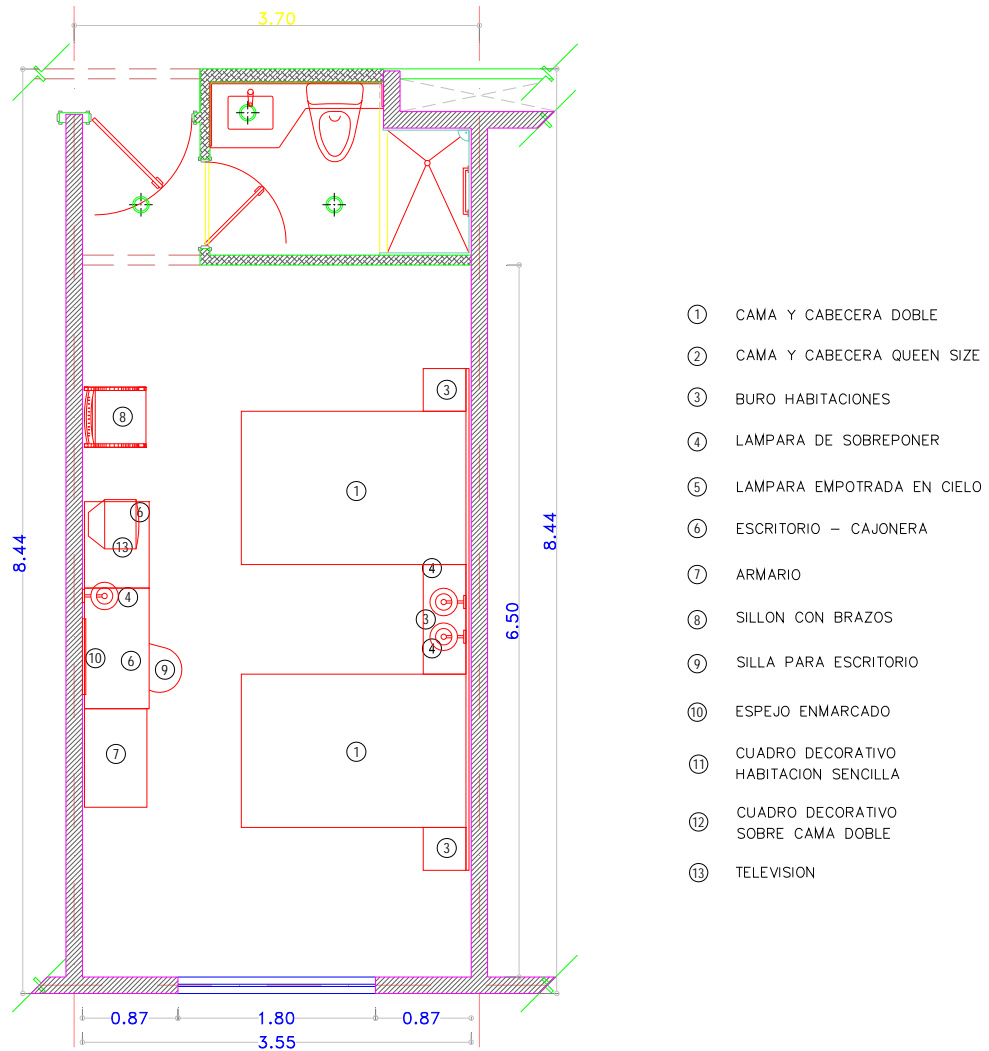 3.70
8.44
8.44
6.50
3
8
1
6
13
4
4
3
4
10
6
9
1
7
3
0.87
1.80
0.87
3.55
1 CAMA Y CABECERA DOBLE
2 CAMA Y CABECERA QUEEN SIZE
3 BURO HABITACIONES
4 LAMPARA DE SOBREPONER
5 LAMPARA EMPOTRADA EN CIELO
6 ESCRITORIO - CAJONERA
7 ARMARIO
8 SILLON CON BRAZOS
9 SILLA PARA ESCRITORIO
10 ESPEJO ENMARCADO
11 CUADRO DECORATIVO
HABITACION SENCILLA
12 CUADRO DECORATIVO
SOBRE CAMA DOBLE
13 TELEVISION